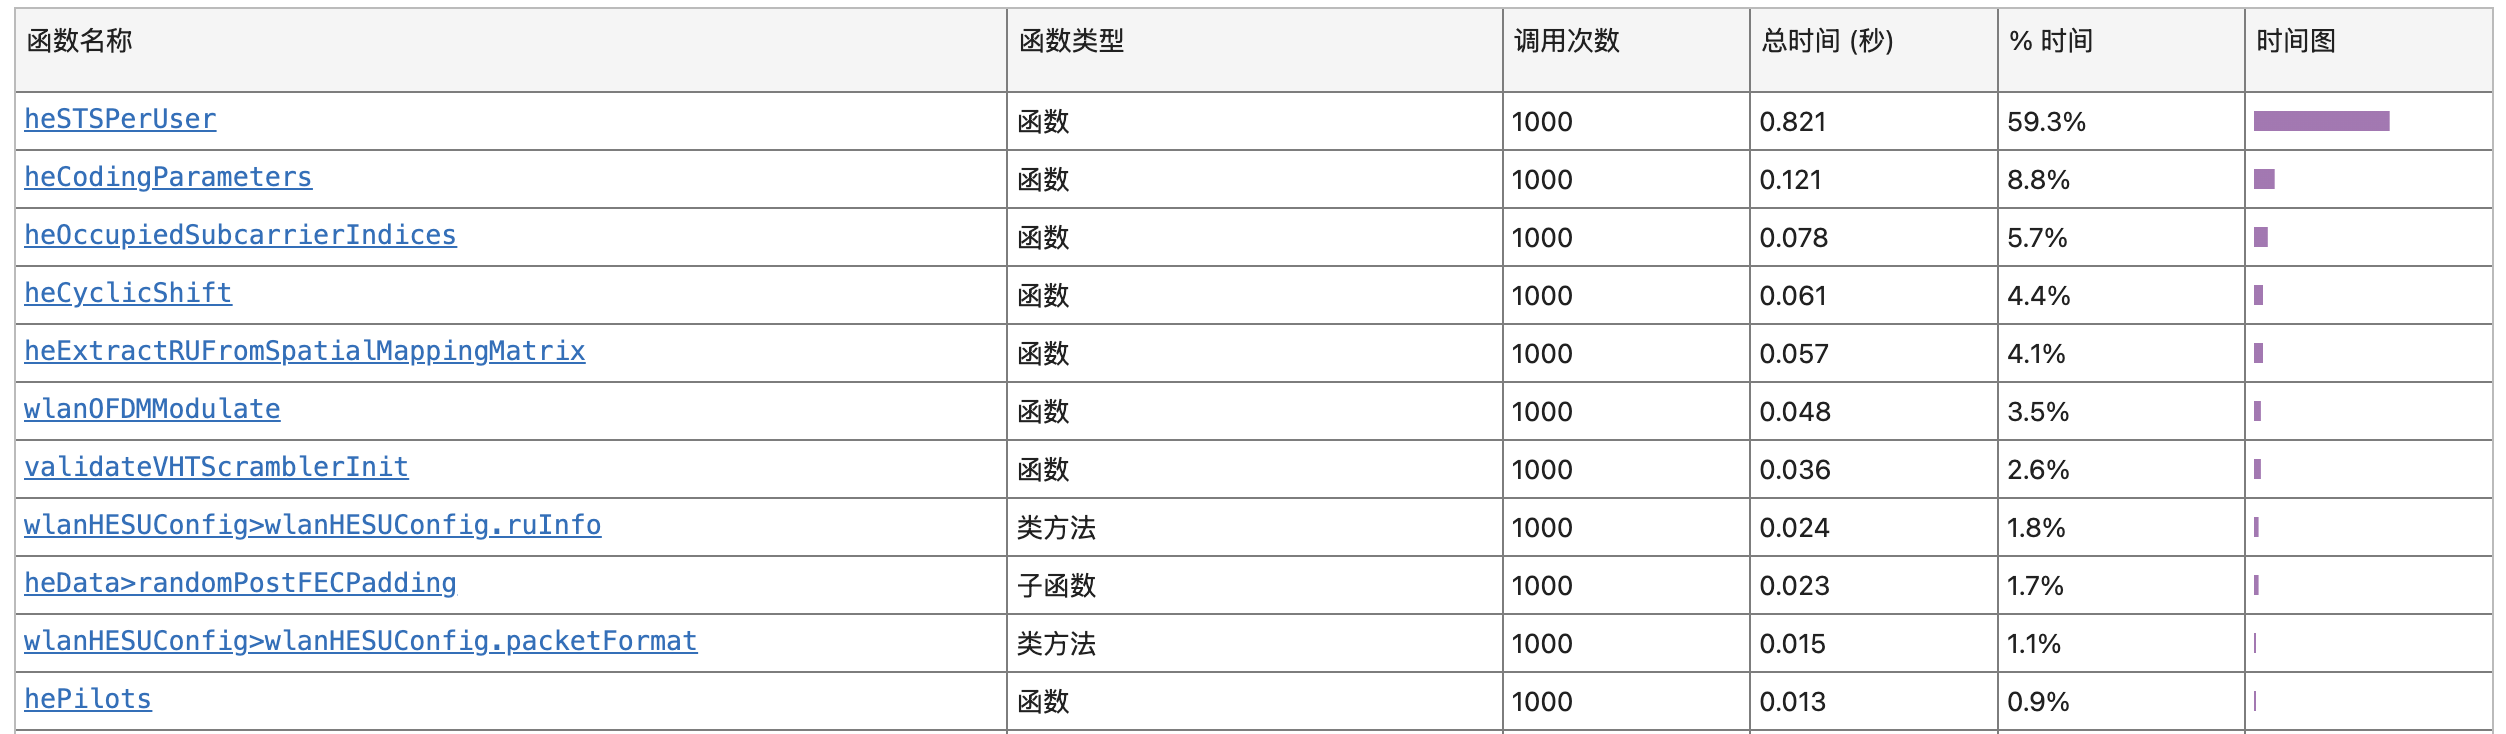 函数名称 函数类型 调用次数 总时间 (秒) % 时间 时间图
heSTSPerUser 函数 1000 0.821 59.3%
heCodingParameters 函数 1000 0.121 8.8%
heOccupiedSubcarrierIndices 函数 1000 0.078 5.7%
heCyclicShift 函数 1000 0.061 4.4%
heExtractRUFromSpatialMappingMatrix 函数 1000 0.057 4.1%
wlanOFDMModulate 函数 1000 0.048 3.5%
validateVHTScramblerInit 函数 1000 0.036 2.6%
wlanHESUConfig>wlanHESUConfig.ruInfo 类方法 1000 0.024 1.8%
heData>randomPostFECPadding 子函数 1000 0.023 1.7%
wlanHESUConfig>wlanHESUConfig.packetFormat 类方法 1000 0.015 1.1%
hePilots 函数 1000 0.013 0.9%